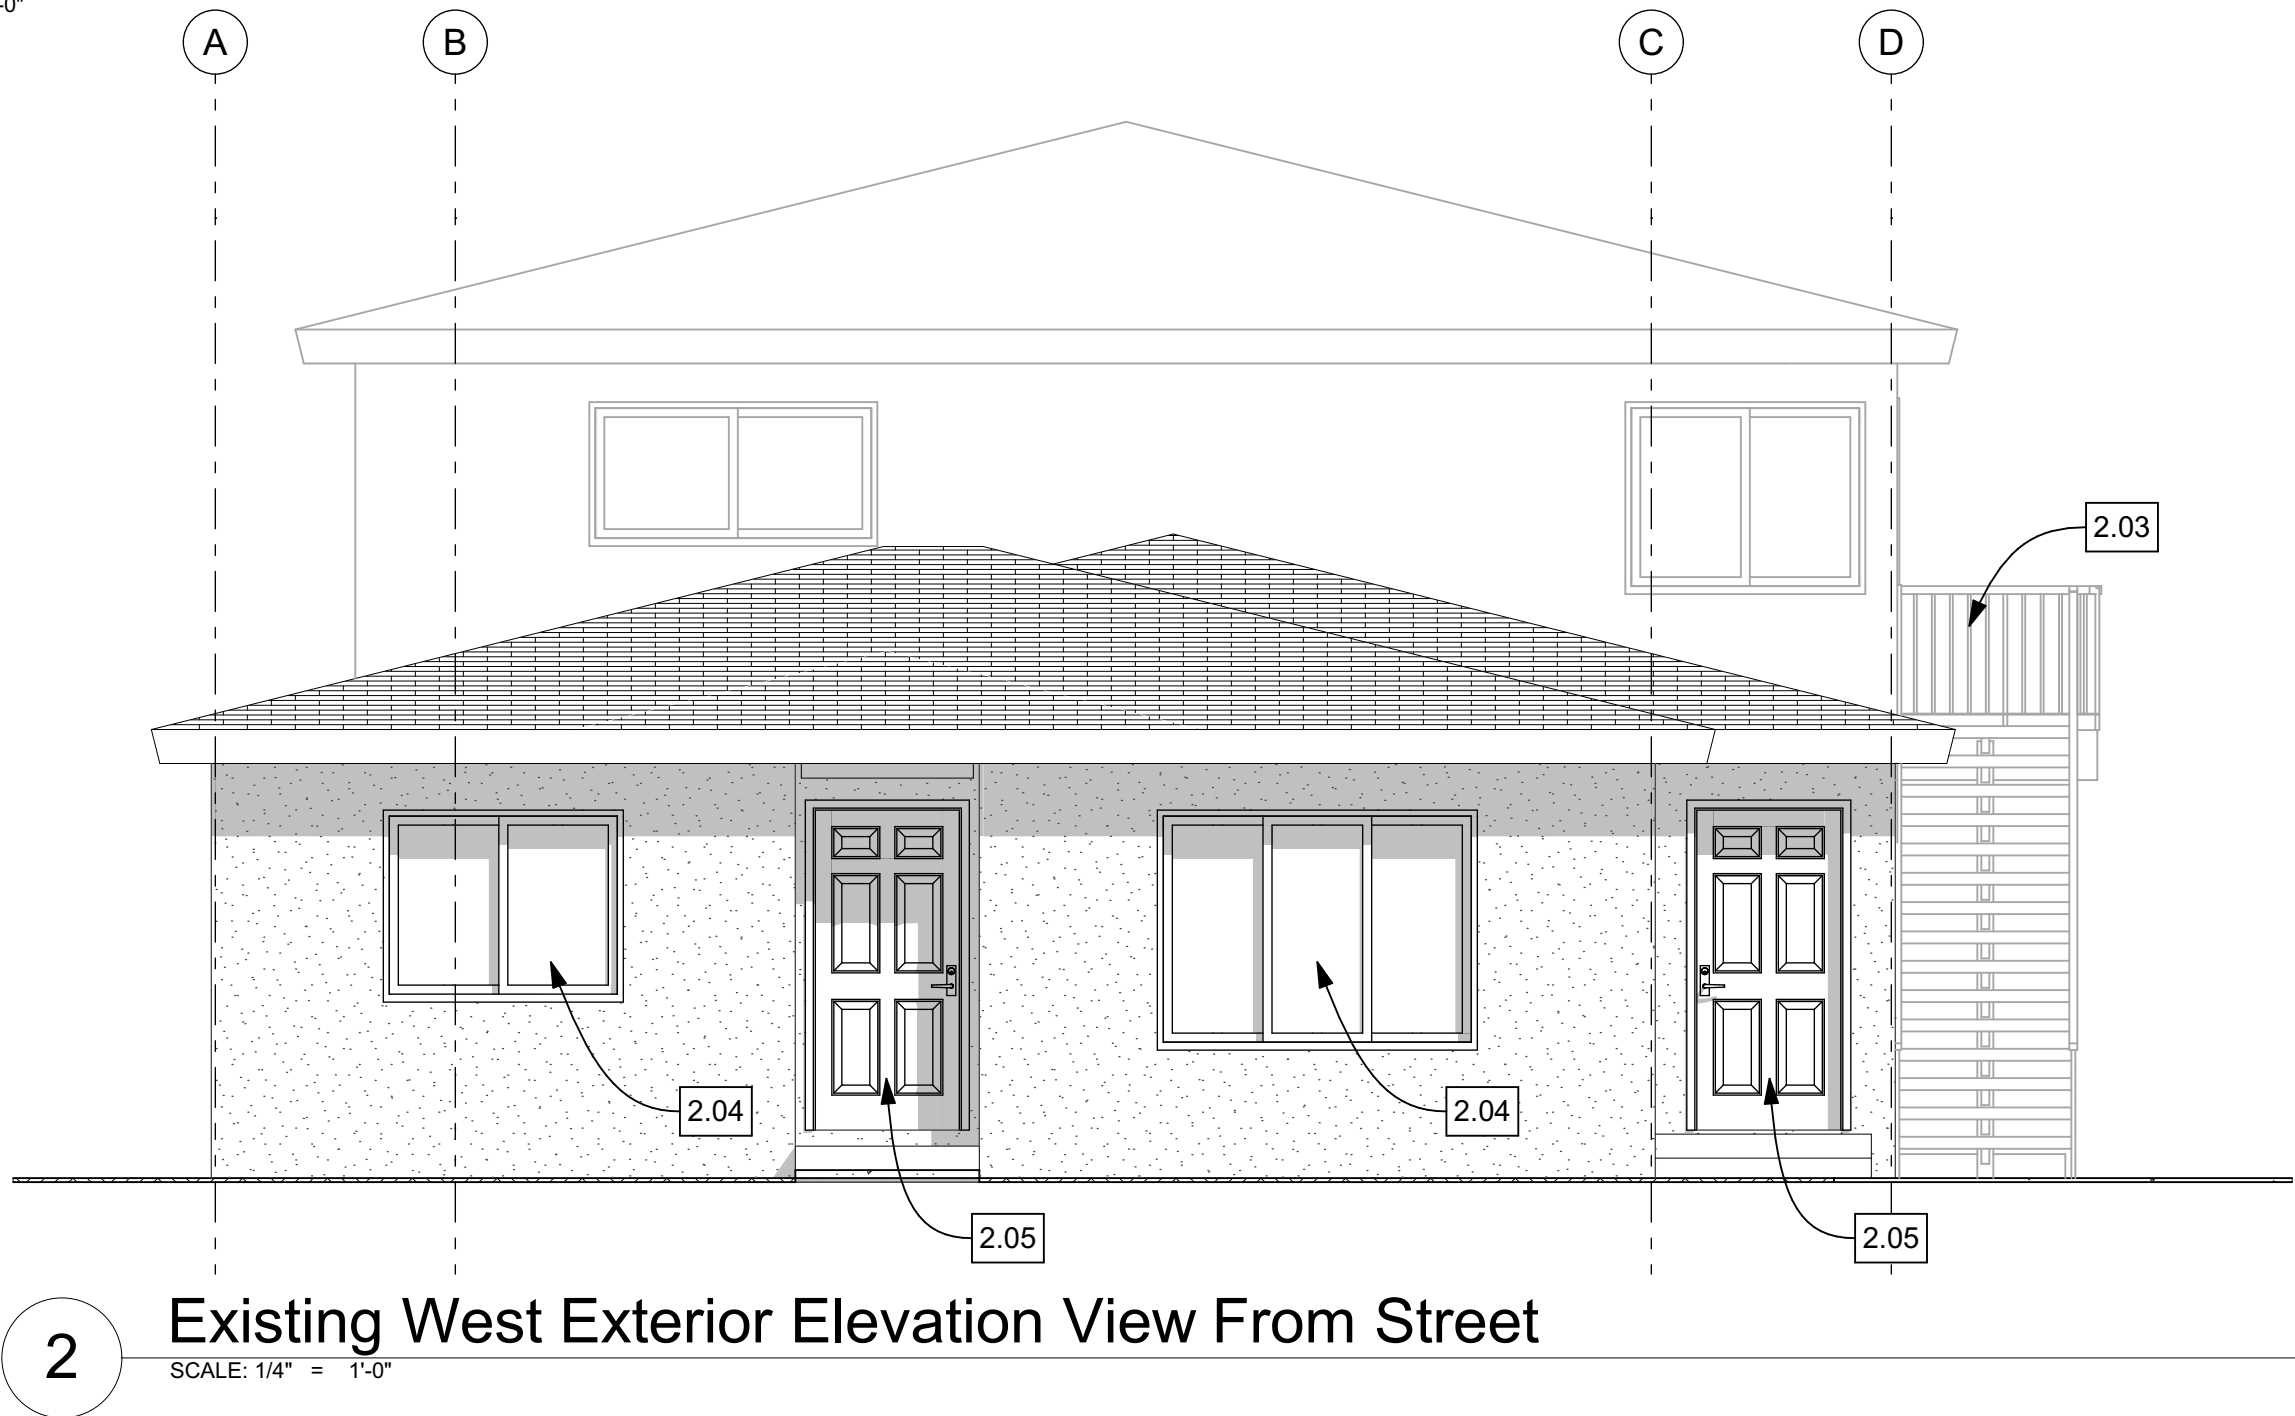 -0"
A B C D
2.03
2.04 2.04
2.05 2.05
2 Existing West Exterior Elevation View From Street
SCALE: 1/4" = 1'-0"